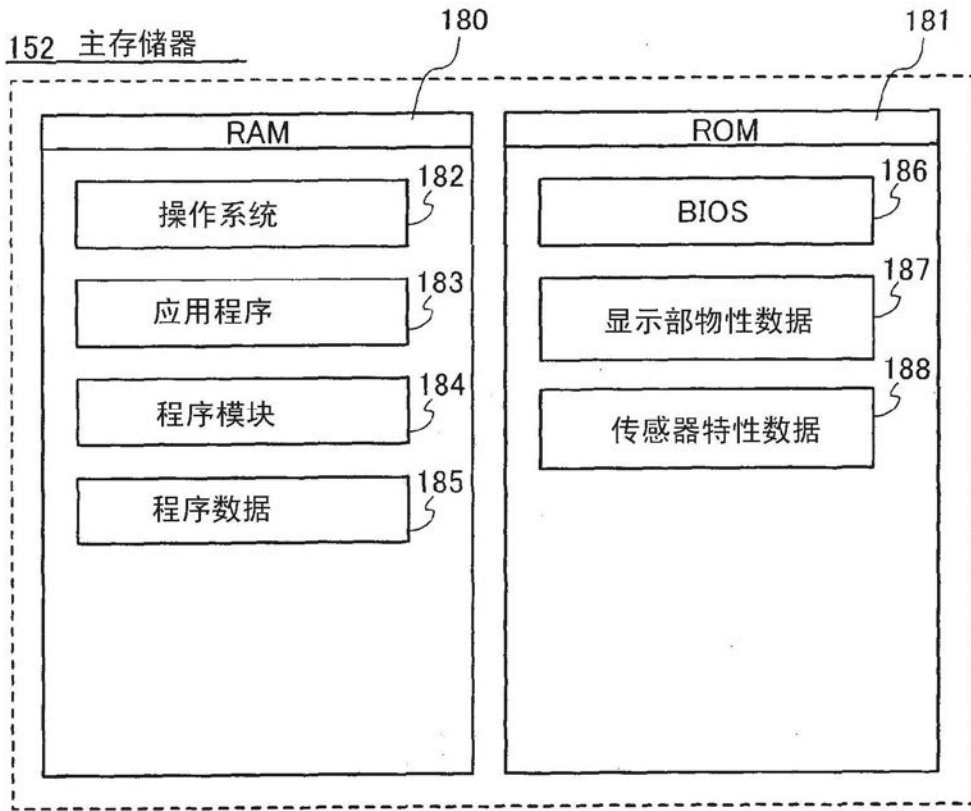 180
181
152 主存储器
RAM
182
操作系统
183
应用程序
184
程序模块
185
程序数据
ROM
186
BIOS
187
显示部物性数据
188
传感器特性数据